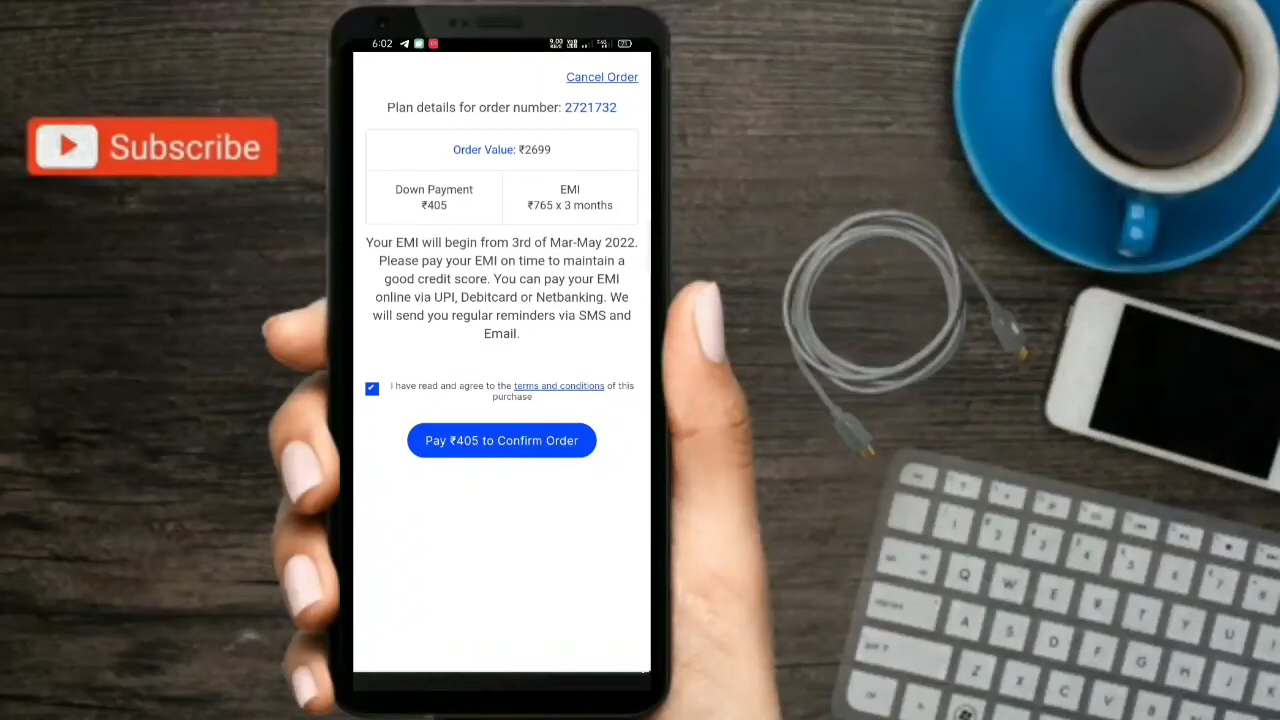 6:02
Cancel Order
Plan details for order number: 2721732
Order Value: ₹2699
Down Payment
₹405
EMI
₹765 x 3 months
Your EMI will begin from 3rd of Mar-May 2022.
Please pay your EMI on time to maintain a
good credit score. You can pay your EMI
online via UPI, Debitcard or Netbanking. We
will send you regular reminders via SMS and
Email.
I have read and agree to the terms and conditions of this
purchase
Pay ₹405 to Confirm Order
Subscribe
Q W E R T Y U
A S D F G H J K
Z X C V B